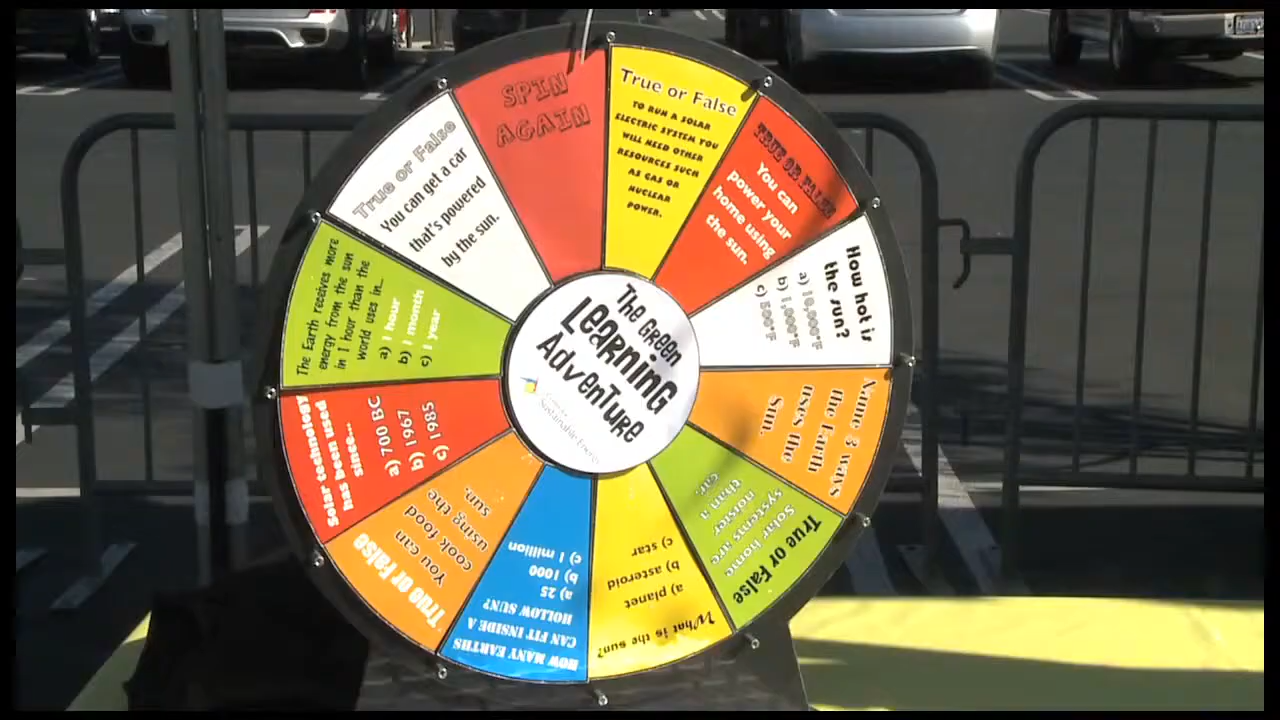 SPIN
AGAIN
True or False
TO RUN A SOLAR
ELECTRIC SYSTEM YOU
WILL NEED OTHER
RESOURCES SUCH
AS GAS OR
NUCLEAR
POWER.
TRUE OR FALSE
You can
power your
home using
the sun.
How hot is
the sun?
a) 10,000°F
b) 1,000°F
c) 500°F
Name 3 ways
the Earth
uses the
Sun.
True or False
Solar home
systems are
noisier
than a
car.
What is the sun?
a) planet
b) asteroid
c) star
HOW MANY EARTHS
CAN FIT INSIDE A
HOLLOW SUN?
a) 25
b) 1000
c) 1 million
True or False
You can
cook food
using the
sun.
Solar technology
has been used
since...
a) 700 BC
b) 1967
c) 1985
The Earth receives more
energy from the sun
in 1 hour than the
world uses in...
a) 1 hour
b) 1 month
c) 1 year
True or False
You can get a car
that's powered
by the sun.
The Green
Learning
Adventure
Sustainable Energy